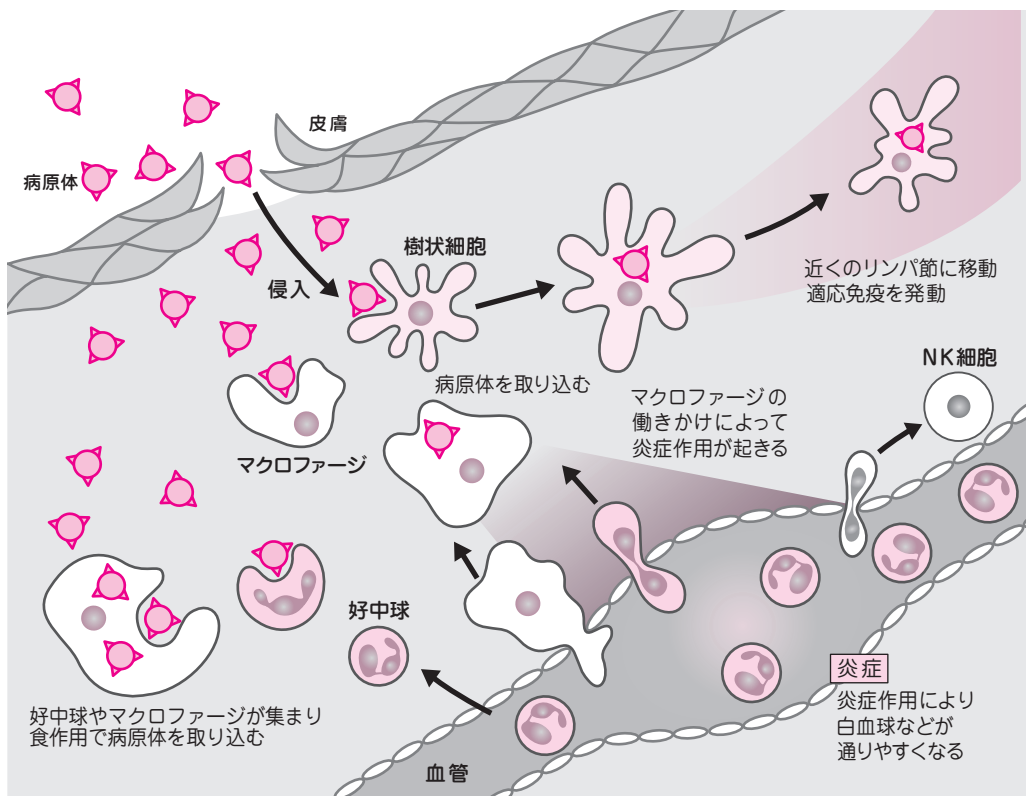 皮膚
病原体
樹状細胞
侵入
近くのリンパ節に移動
適応免疫を発動
NK細胞
病原体を取り込む
マクロファージの
働きかけによって
炎症作用が起きる
マクロファージ
好中球
炎症
炎症作用により
白血球などが
通りやすくなる
好中球やマクロファージが集まり
食作用で病原体を取り込む
血管